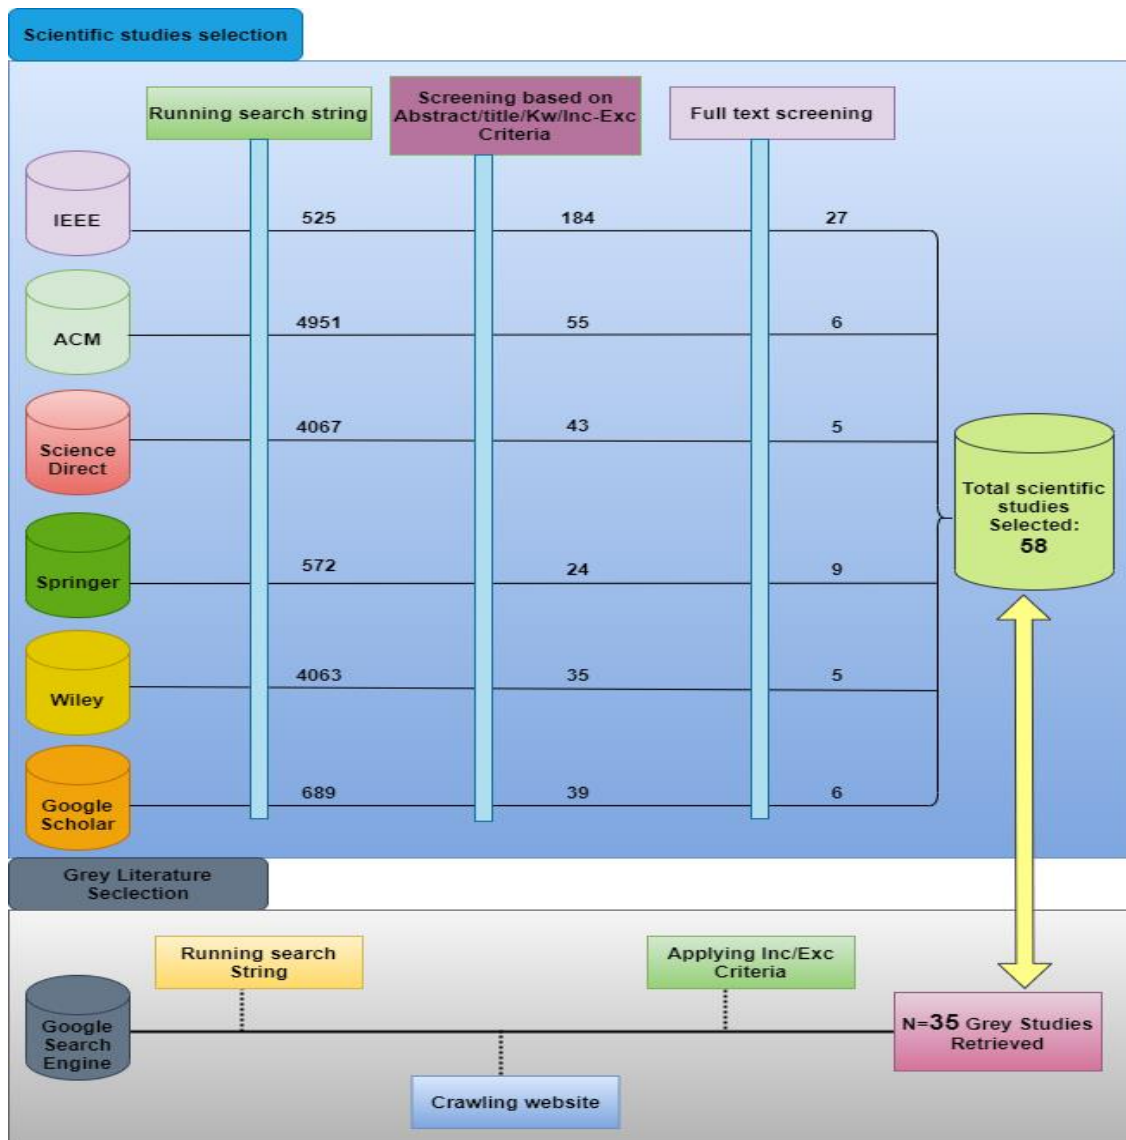 Scientific studies selection
Running search string
Screening based on
Abstract/title/Kw/Inc-Exc
Criteria
Full text screening
IEEE
525
184
27
ACM
4951
55
6
Science
Direct
4067
43
5
Total scientific
studies
Selected:
58
Springer
572
24
9
Wiley
4063
35
5
Google
Scholar
689
39
6
Grey Literature
Seclection
Running search
String
Applying Inc/Exc
Criteria
Google
Search
Engine
N=35 Grey Studies
Retrieved
Crawling website